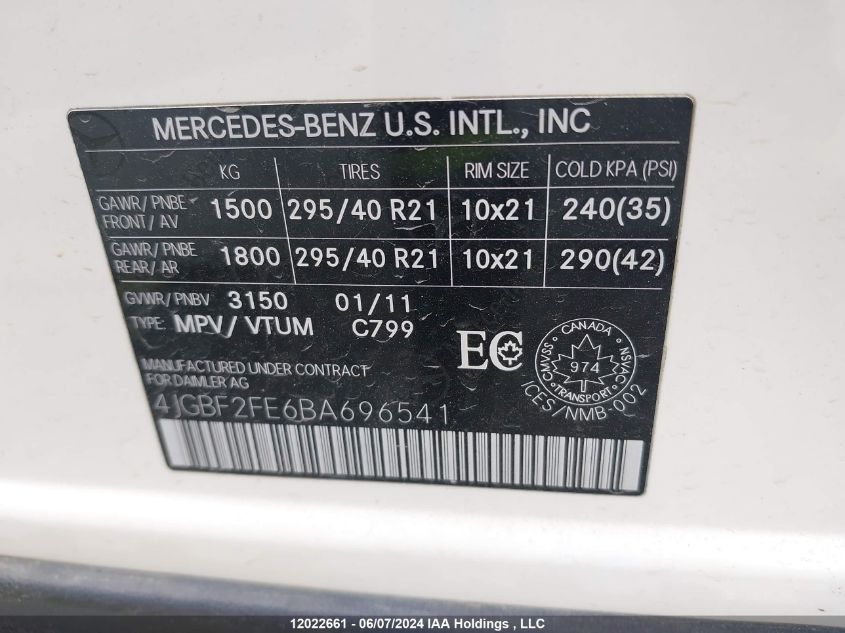 MERCEDES-BENZ U.S. INTL., INC
KG TIRES RIM SIZE COLD KPA (PSI)
GAWR/ PNBE FRONT/ AV 1500 295/40 R21 10x21 240(35)
GAWR/ PNBE REAR/ AR 1800 295/40 R21 10x21 290(42)
GVWR/ PNBV 3150 01/11
TYPE: MPV/ VTUM C799
EC
CANADA
CMVSS 974 NSVAC
TRANSPORT
ICES/NMB-002
MANUFACTURED UNDER CONTRACT
FOR DAIMLER AG
4JGBF2FE6BA696541
12022661 - 06/07/2024 IAA Holdings , LLC